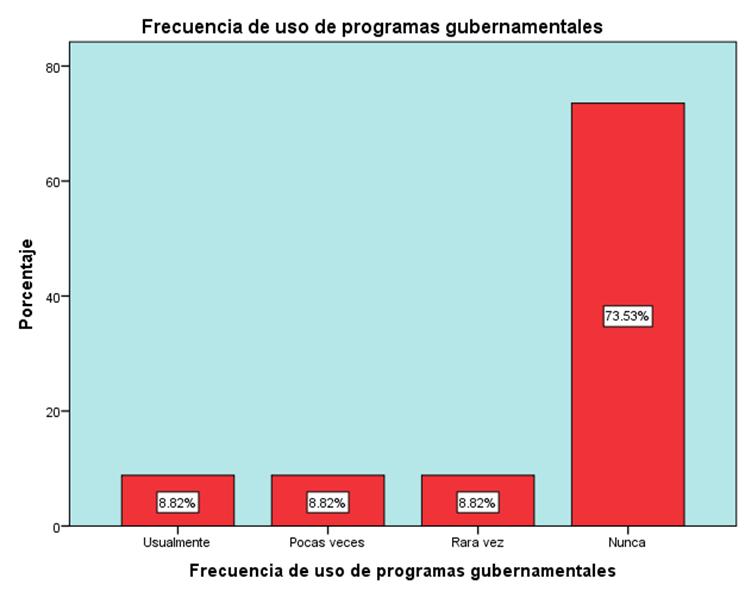 Frecuencia de uso de programas gubernamentales
80
60
40
20
0
Porcentaje
8.82%
8.82%
8.82%
73.53%
Usualmente
Pocas veces
Rara vez
Nunca
Frecuencia de uso de programas gubernamentales